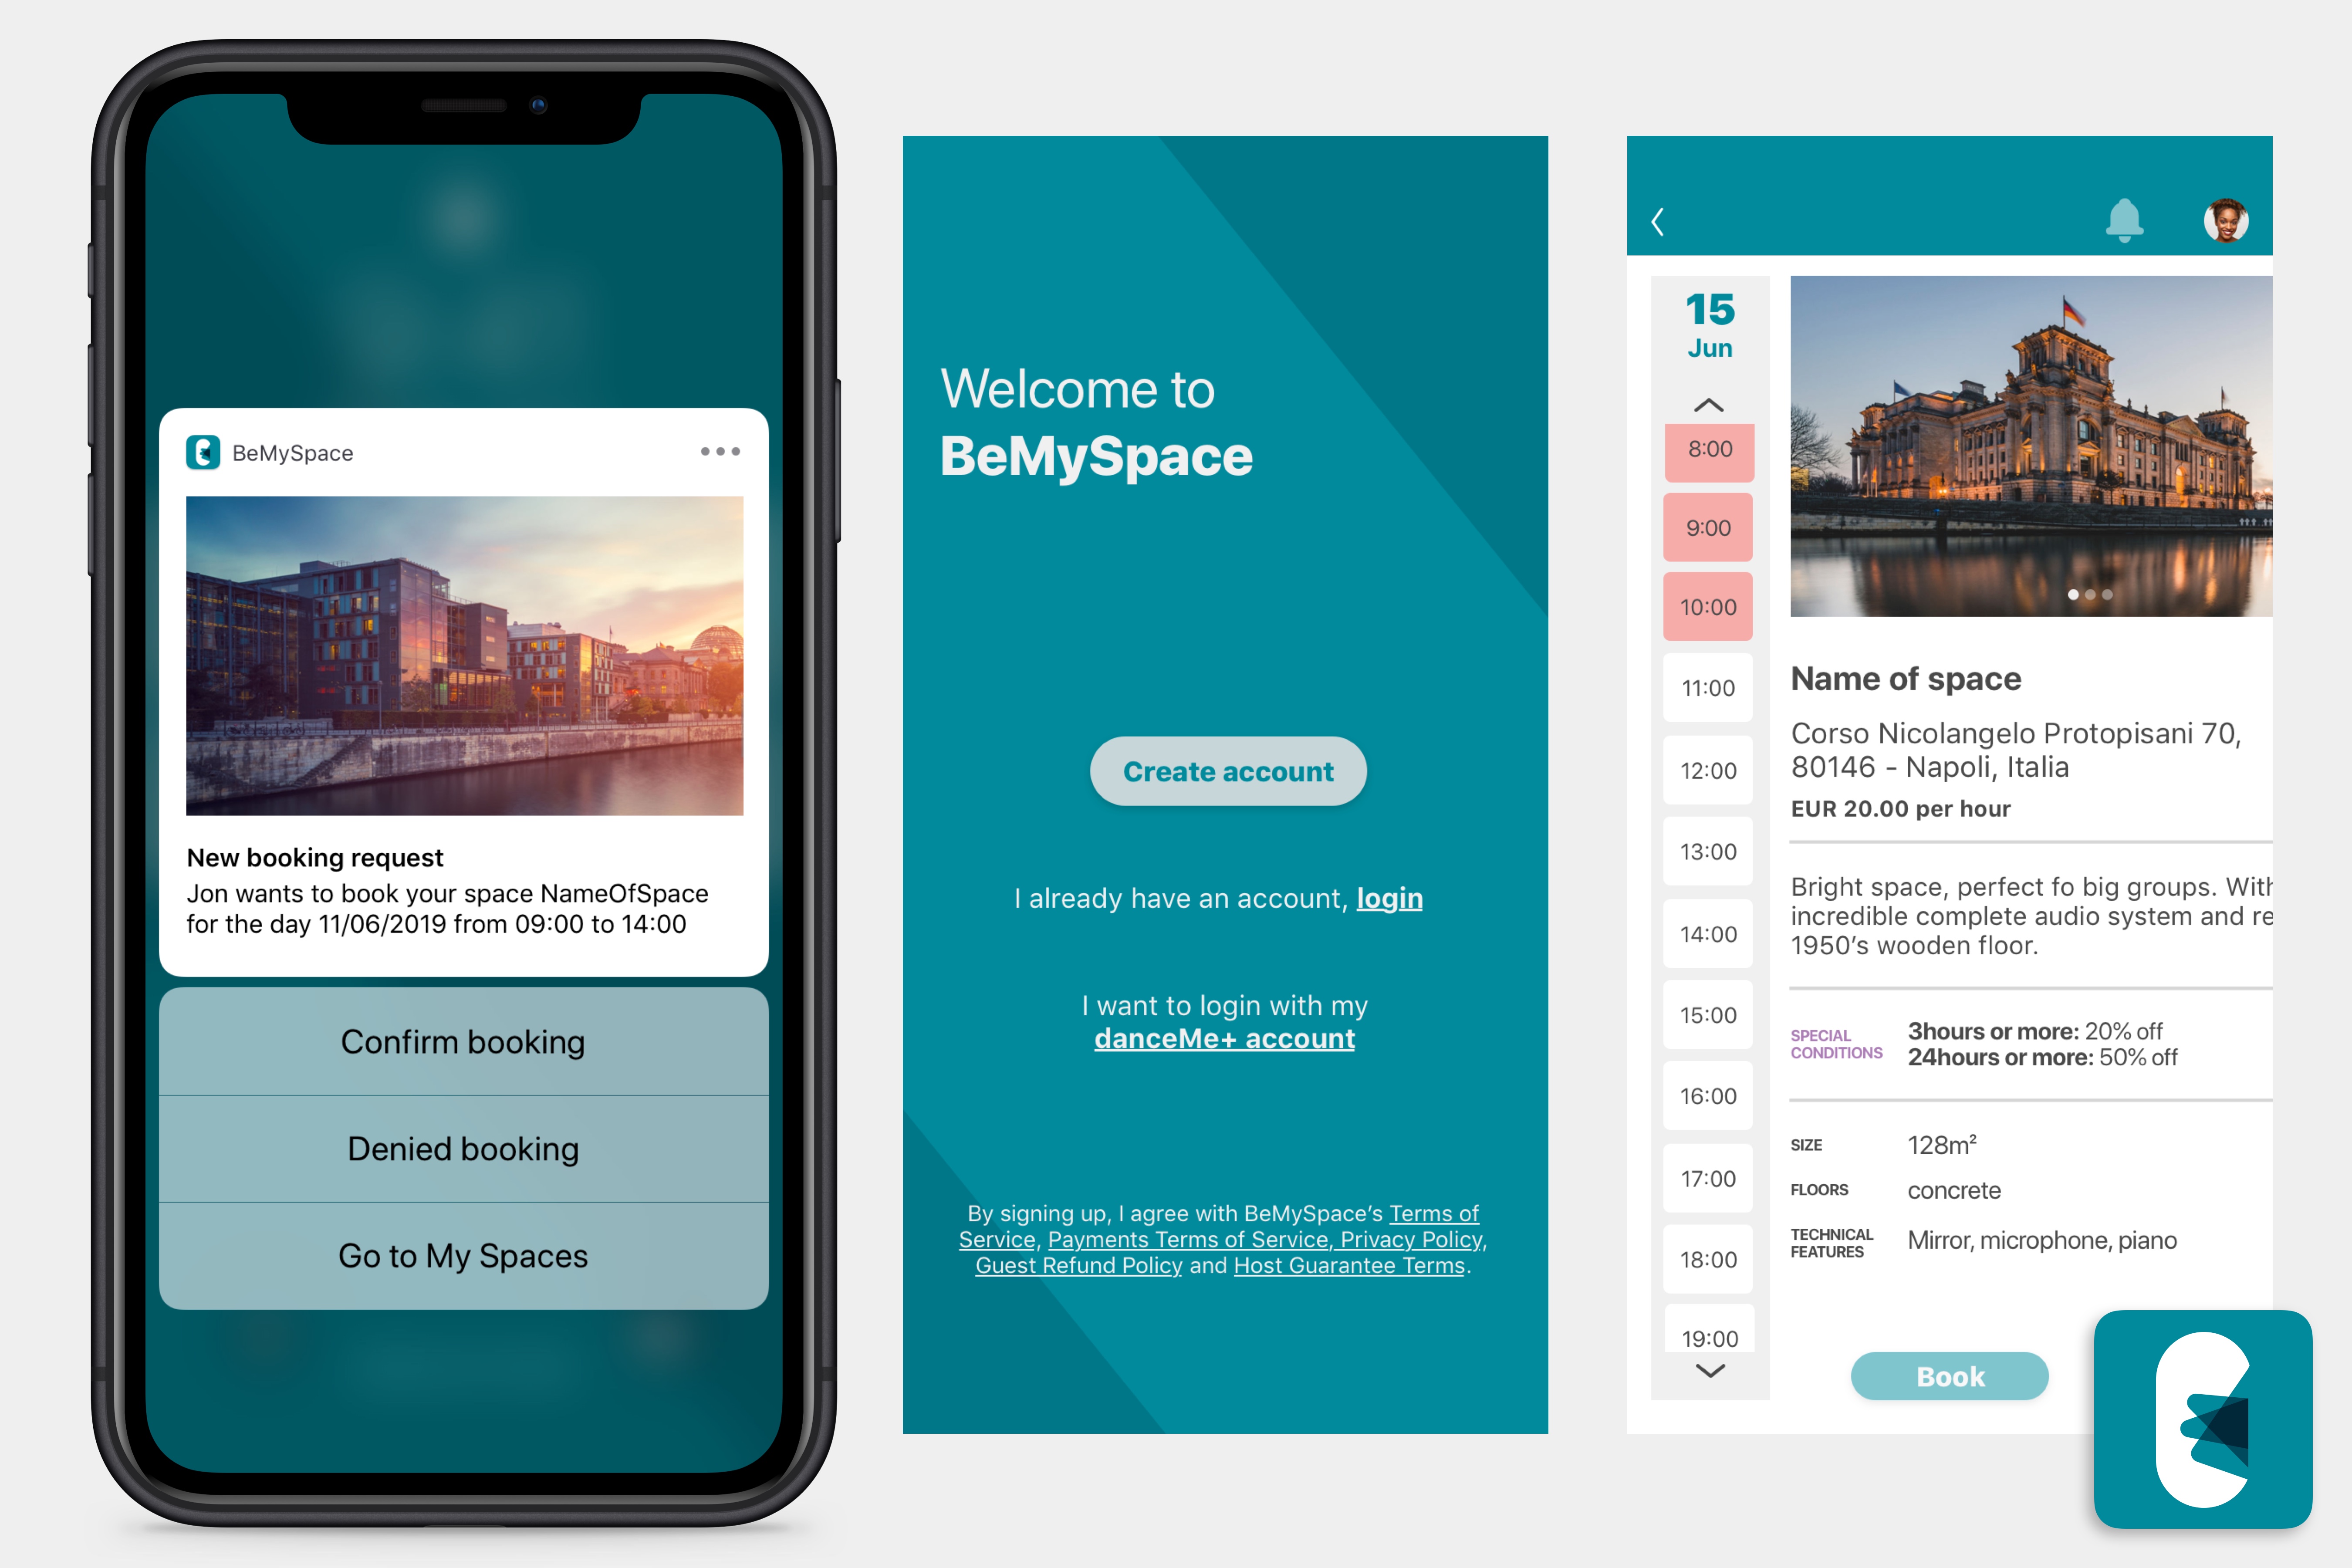 BeMySpace
New booking request
Jon wants to book your space NameOfSpace
for the day 11/06/2019 from 09:00 to 14:00
Confirm booking
Denied booking
Go to My Spaces
Welcome to
BeMySpace
Create account
I already have an account, login
I want to login with my
danceMe+ account
By signing up, I agree with BeMySpace’s Terms of
Service, Payments Terms of Service, Privacy Policy,
Guest Refund Policy and Host Guarantee Terms.
15
Jun
8:00
9:00
10:00
11:00
12:00
13:00
14:00
15:00
16:00
17:00
18:00
19:00
Name of space
Corso Nicolangelo Protopisani 70,
80146 - Napoli, Italia
EUR 20.00 per hour
Bright space, perfect fo big groups. With
incredible complete audio system and re
1950’s wooden floor.
SPECIAL
CONDITIONS
3hours or more: 20% off
24hours or more: 50% off
SIZE
128m²
FLOORS
concrete
TECHNICAL
FEATURES
Mirror, microphone, piano
Book